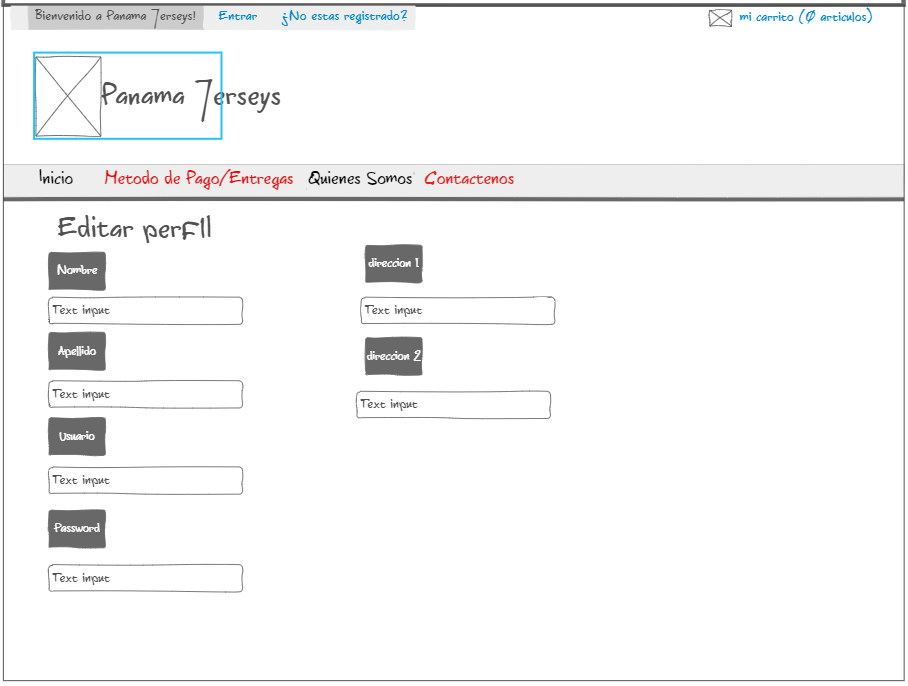 Bienvenido a Panama Jerseys! Entrar ¿No estas registrado? mi carrito (0 articulos)
Panama Jerseys
Inicio Metodo de Pago/Entregas Quienes Somos Contactenos
Editar perfIl
Nombre
Text input
Apellido
Text input
Usuario
Text input
Password
Text input
direccion 1
Text input
direccion 2
Text input